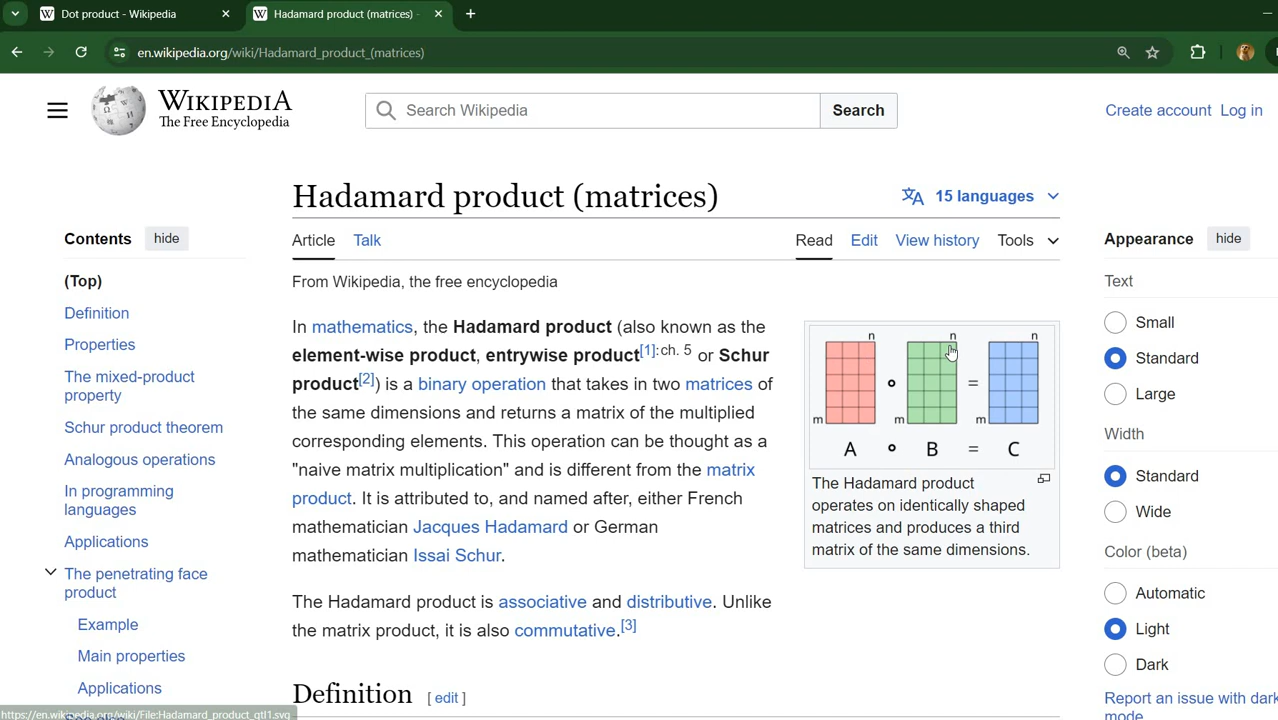 Dot product - Wikipedia
Hadamard product (matrices) -
en.wikipedia.org/wiki/Hadamard_product_(matrices)
WIKIPEDIA
The Free Encyclopedia
Search Wikipedia
Search
Create account Log in
Hadamard product (matrices)
15 languages
Contents hide
Article Talk
Read Edit View history Tools
Appearance hide
(Top)
Definition
Properties
The mixed-product
property
Schur product theorem
Analogous operations
In programming
languages
Applications
The penetrating face
product
Example
Main properties
Applications
From Wikipedia, the free encyclopedia
In mathematics, the Hadamard product (also known as the
element-wise product, entrywise product[1]: ch. 5 or Schur
product[2]) is a binary operation that takes in two matrices of
the same dimensions and returns a matrix of the multiplied
corresponding elements. This operation can be thought as a
"naive matrix multiplication" and is different from the matrix
product. It is attributed to, and named after, either French
mathematician Jacques Hadamard or German
mathematician Issai Schur.
The Hadamard product is associative and distributive. Unlike
the matrix product, it is also commutative.[3]
Definition [ edit ]
n n n
m m m
A ∘ B = C
The Hadamard product
operates on identically shaped
matrices and produces a third
matrix of the same dimensions.
Text
Small
Standard
Large
Width
Standard
Wide
Color (beta)
Automatic
Light
Dark
Report an issue with dark
mode
https://en.wikipedia.org/wiki/File:Hadamard_product_qtl1.svg